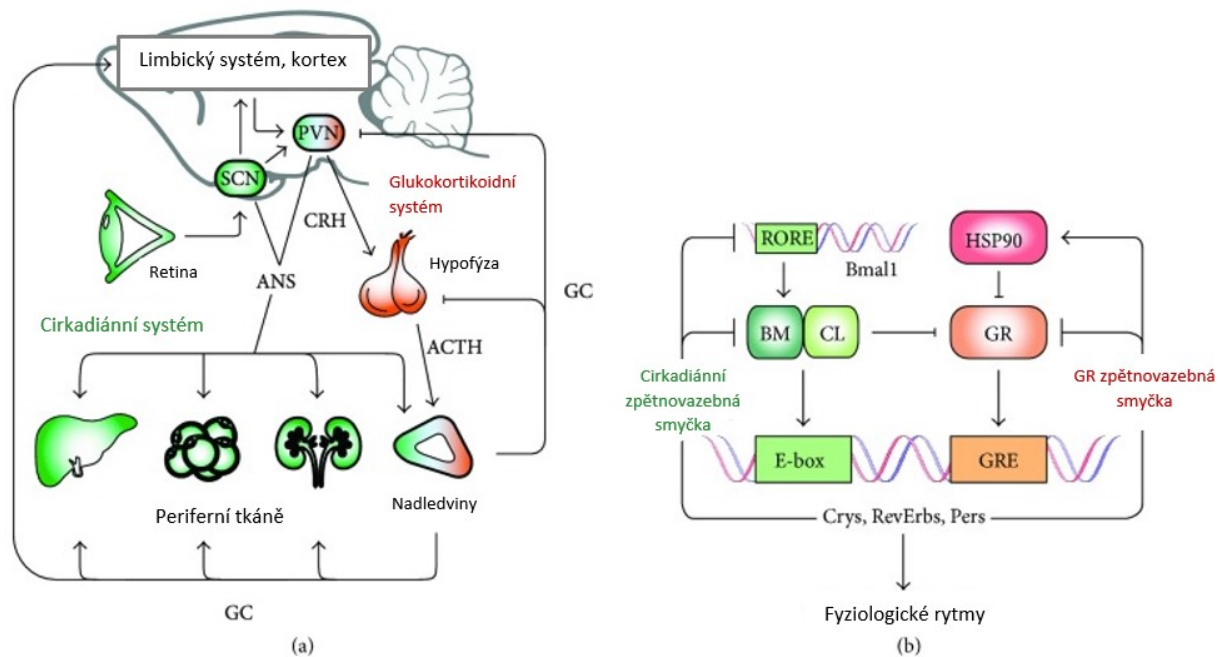 Limbický systém, kortex
PVN
SCN
Glukokortikoidní
systém
CRH
Retina
Hypofýza
ANS
GC
Cirkadiánní systém
ACTH
Nadledviny
Periferní tkáně
GC
(a)
RORE
Bmal1
HSP90
BM
CL
GR
Cirkadiánní
zpětnovazebná
smyčka
GR zpětnovazebná
smyčka
E-box
GRE
Crys, RevErbs, Pers
Fyziologické rytmy
(b)